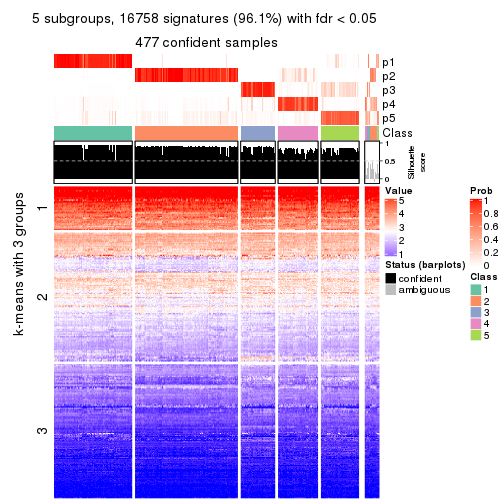 5 subgroups, 16758 signatures (96.1%) with fdr < 0.05
477 confident samples
p1
p2
p3
p4
p5
Class
1
0.5
0
Silhouette
score
k-means with 3 groups
1
2
3
Value
5
4
3
2
1
Status (barplots)
confident
ambiguous
Prob
1
0.8
0.6
0.4
0.2
0
Class
1
2
3
4
5